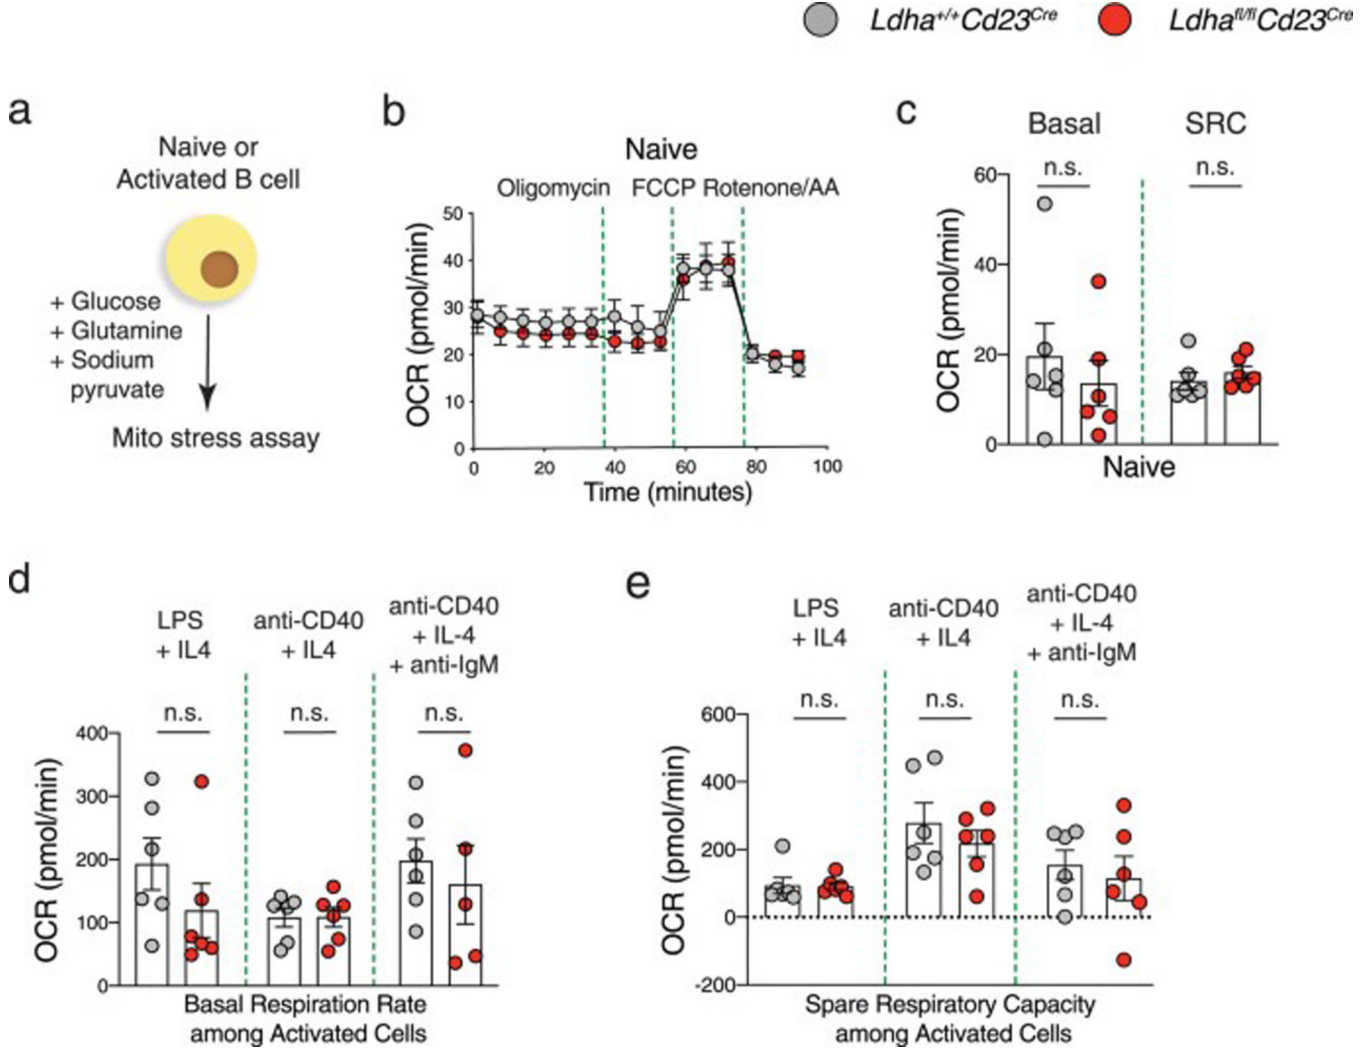 Ldha+/+Cd23Cre Ldhafl/flCd23Cre
a
Naive or
Activated B cell
+ Glucose
+ Glutamine
+ Sodium
pyruvate
Mito stress assay
b
Naive
Oligomycin FCCP Rotenone/AA
OCR (pmol/min)
50
40
30
20
10
0
0 20 40 60 80 100
Time (minutes)
c
Basal SRC
n.s. n.s.
OCR (pmol/min)
60
40
20
0
Naive
d
LPS
+ IL4
anti-CD40
+ IL4
anti-CD40
+ IL-4
+ anti-IgM
n.s. n.s. n.s.
OCR (pmol/min)
400
300
200
100
0
Basal Respiration Rate
among Activated Cells
e
LPS
+ IL4
anti-CD40
+ IL4
anti-CD40
+ IL-4
+ anti-IgM
n.s. n.s. n.s.
OCR (pmol/min)
600
400
200
0
-200
Spare Respiratory Capacity
among Activated Cells